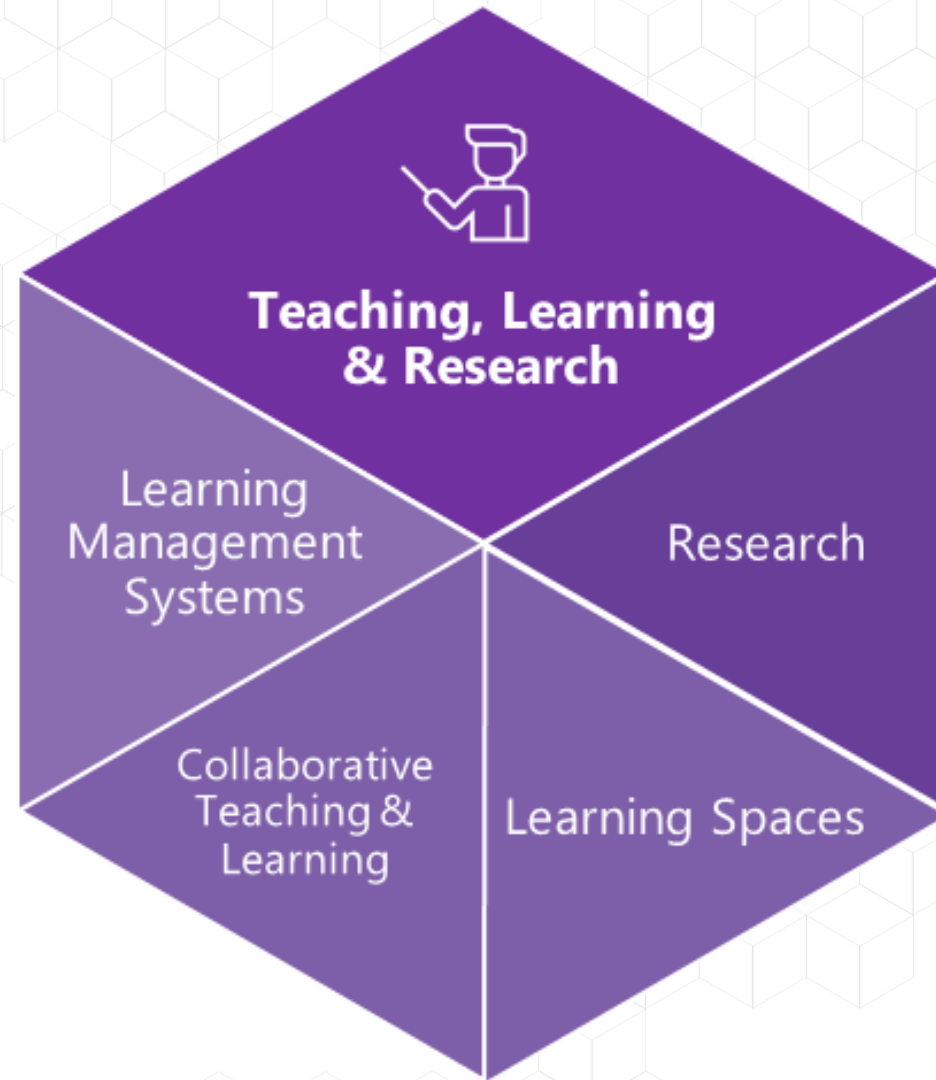 Teaching, Learning
& Research
Learning
Management
Systems
Research
Collaborative
Teaching &
Learning
Learning Spaces